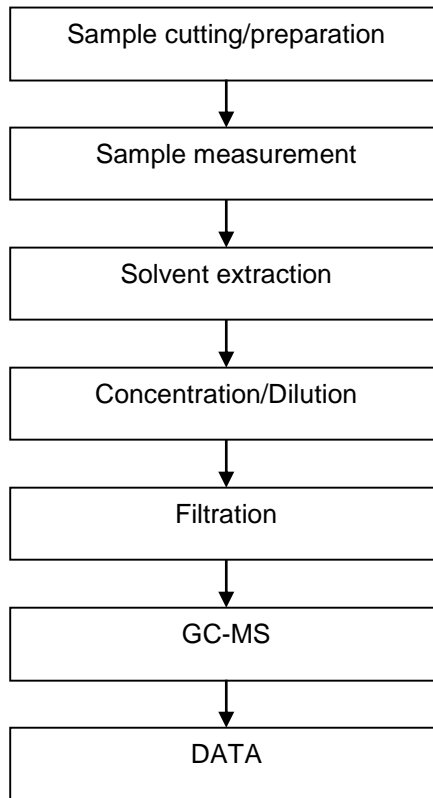 Sample cutting/preparation
Sample measurement
Solvent extraction
Concentration/Dilution
Filtration
GC-MS
DATA